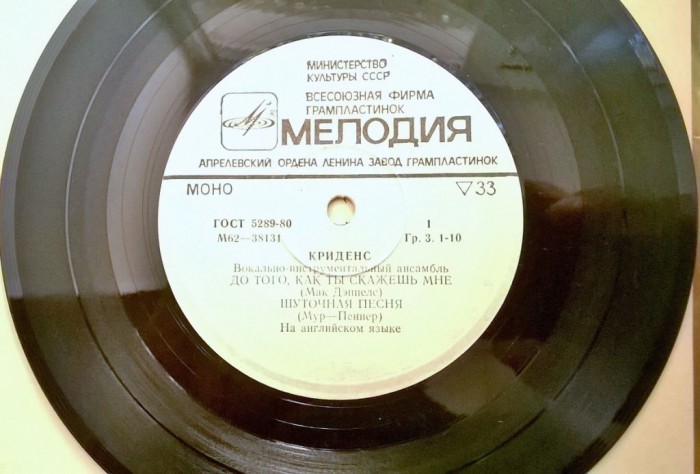 МИНИСТЕРСТВО
КУЛЬТУРЫ СССР
ВСЕСОЮЗНАЯ ФИРМА
ГРАМПЛАСТИНОК
МЕЛОДИЯ
АПРЕЛЕВСКИЙ ОРДЕНА ЛЕНИНА ЗАВОД ГРАМПЛАСТИНОК
МОНО ▽33
ГОСТ 5289-80 1
М62—38131 Гр. 3. 1-10
КРИДЕНС
Вокально-инструментальный ансамбль
ДО ТОГО, КАК ТЫ СКАЖЕШЬ МНЕ
(Мак Дэппелс)
ШУТОЧНАЯ ПЕСНЯ
(Мур—Пеннер)
На английском языке